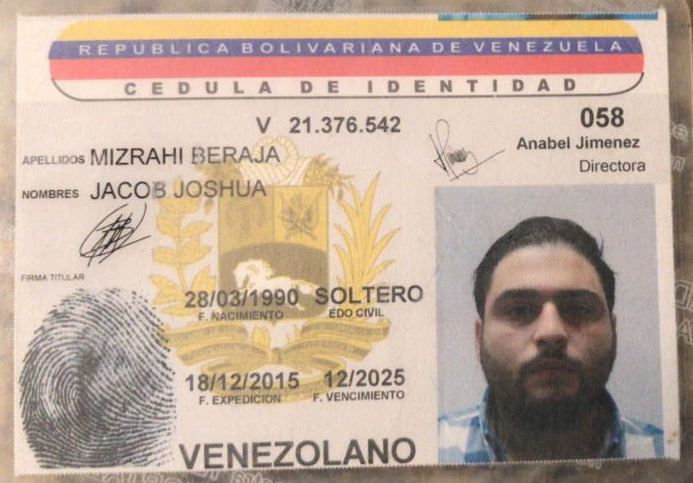 REPÚBLICA BOLIVARIANA DE VENEZUELA
CEDULA DE IDENTIDAD
V 21.376.542
058
Anabel Jimenez
Directora
APELLIDOS MIZRAHI BERAJA
NOMBRES JACOB JOSHUA
FIRMA TITULAR
28/03/1990 SOLTERO
F. NACIMIENTO EDO CIVIL
18/12/2015 12/2025
F. EXPEDICION F. VENCIMIENTO
VENEZOLANO